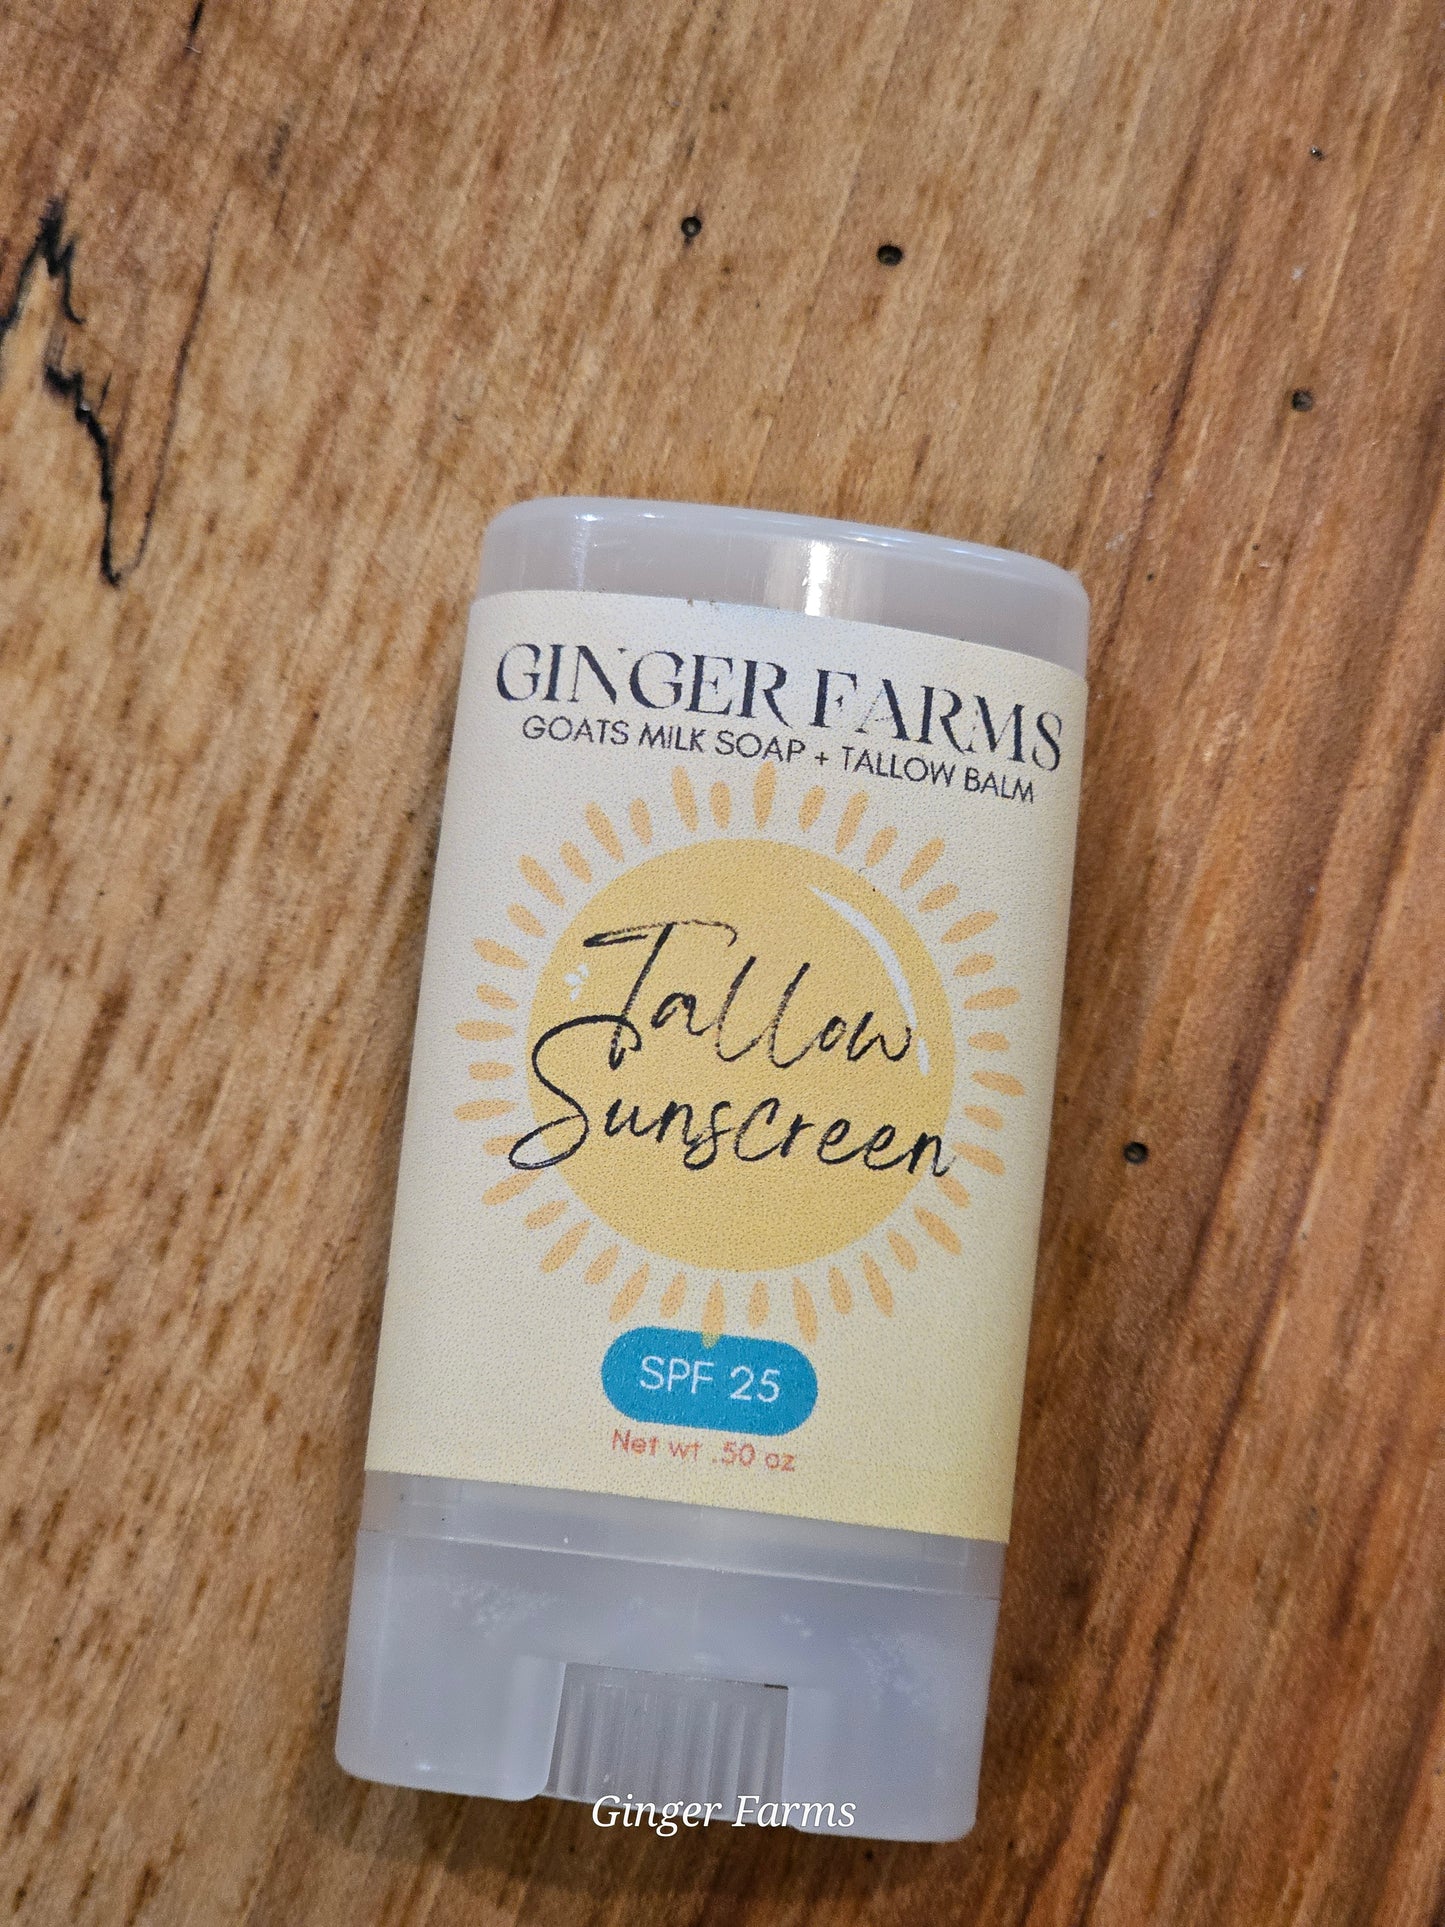 GINGER FARMS
GOATS MILK SOAP + TALLOW BALM
Tallow
Sunscreen
SPF 25
Net wt .50 oz
Ginger Farms